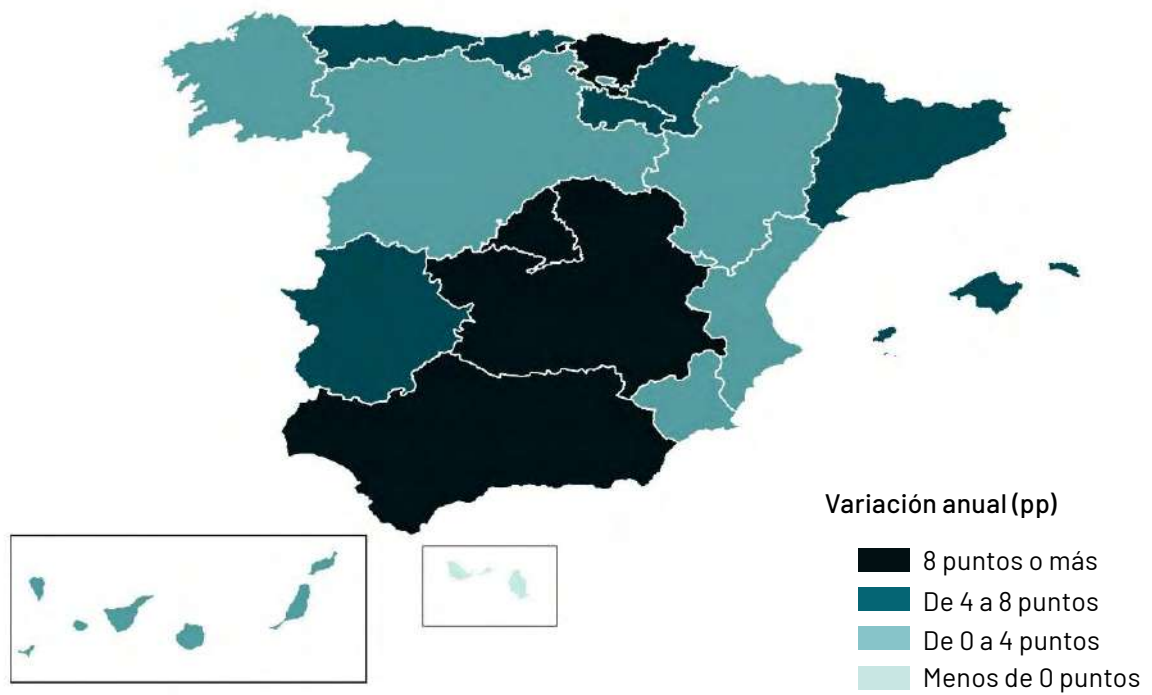 Variación anual (pp)
8 puntos o más
De 4 a 8 puntos
De 0 a 4 puntos
Menos de 0 puntos